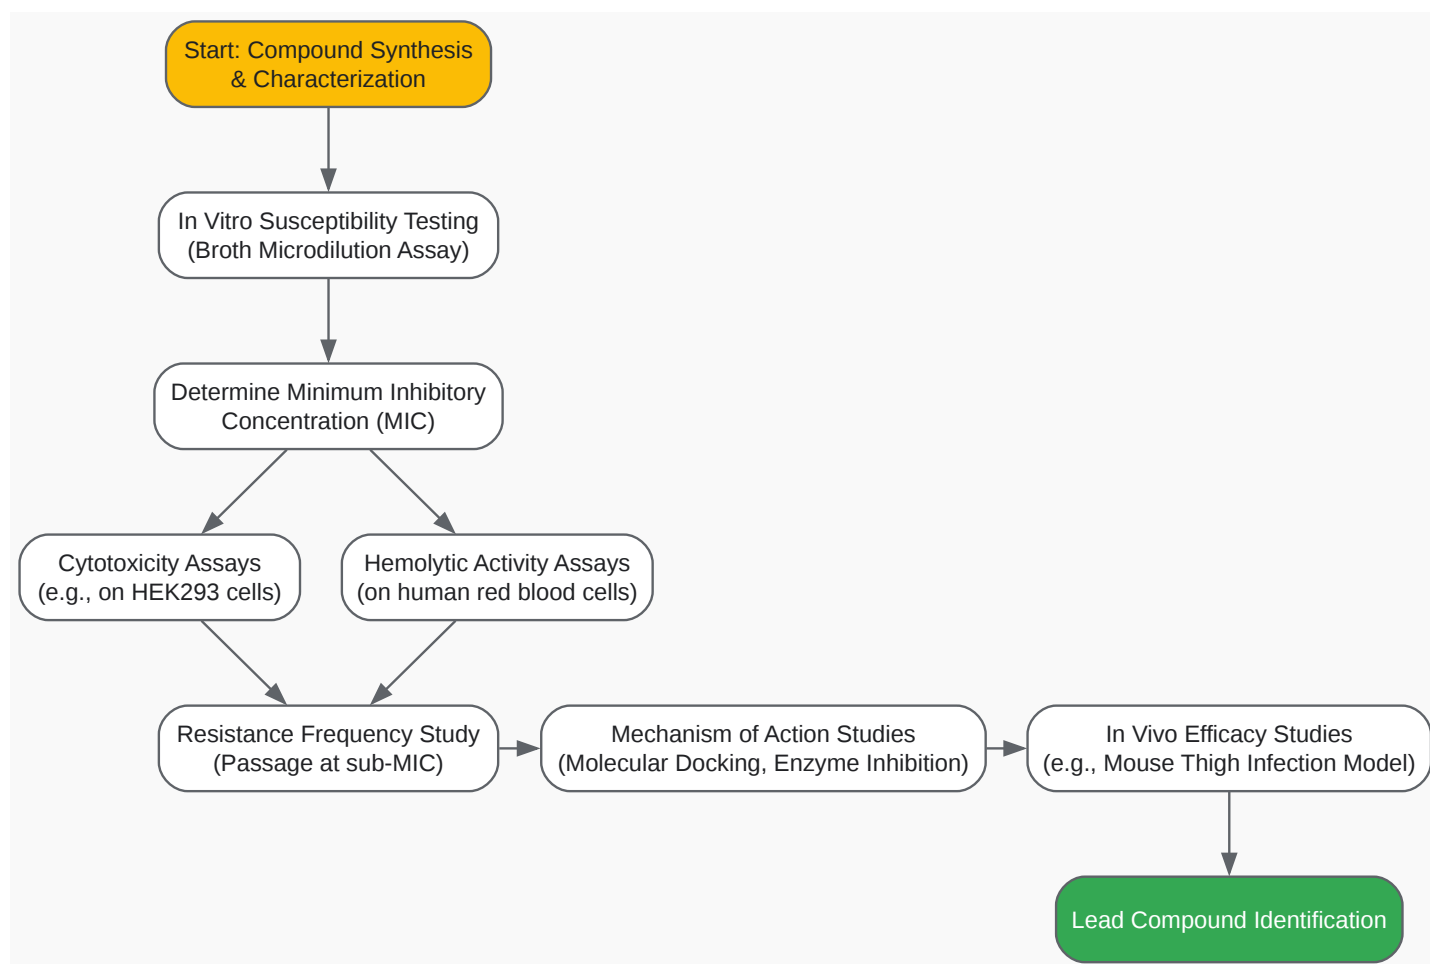 Start: Compound Synthesis
& Characterization
In Vitro Susceptibility Testing
(Broth Microdilution Assay)
Determine Minimum Inhibitory
Concentration (MIC)
Cytotoxicity Assays
(e.g., on HEK293 cells)
Hemolytic Activity Assays
(on human red blood cells)
Resistance Frequency Study
(Passage at sub-MIC)
Mechanism of Action Studies
(Molecular Docking, Enzyme Inhibition)
In Vivo Efficacy Studies
(e.g., Mouse Thigh Infection Model)
Lead Compound Identification